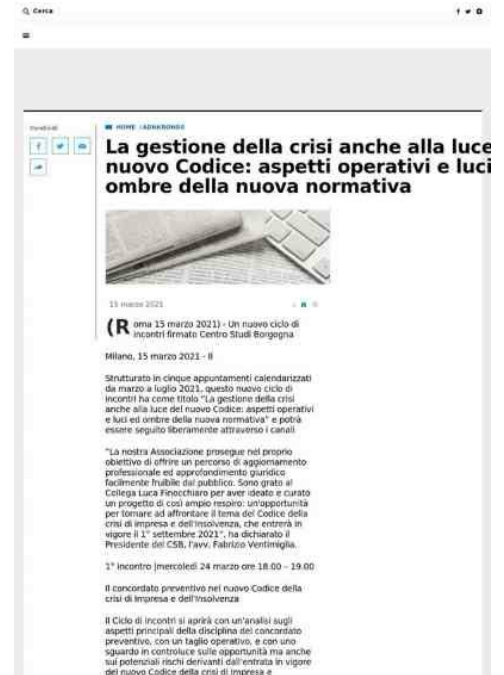 Cerca
Condividi
HOME /ADNKRONOS
La gestione della crisi anche alla luce
nuovo Codice: aspetti operativi e luci
ombre della nuova normativa
15 marzo 2021
(R oma 15 marzo 2021) - Un nuovo ciclo di
incontri firmato Centro Studi Borgogna
Milano, 15 marzo 2021 - Il
Strutturato in cinque appuntamenti calendarizzati
da marzo a luglio 2021, questo nuovo ciclo di
incontri ha come titolo "La gestione della crisi
anche alla luce del nuovo Codice: aspetti operativi
e luci ed ombre della nuova normativa" e potrà
essere seguito liberamente attraverso i canali
"La nostra Associazione prosegue nel proprio
obiettivo di offrire un percorso di aggiornamento
professionale ed approfondimento giuridico
facilmente fruibile dal pubblico. Sono grato al
Collega Luca Finocchiaro per aver ideato e curato
un progetto di così ampio respiro: un'opportunità
per tornare ad affrontare il tema del Codice della
crisi di impresa e dell'Insolvenza, che entrerà in
vigore il 1° settembre 2021", ha dichiarato il
Presidente del CSB, l'avv. Fabrizio Ventimiglia.
1° incontro |mercoledì 24 marzo ore 18.00 – 19.00
Il concordato preventivo nel nuovo Codice della
crisi di impresa e dell'Insolvenza
Il Ciclo di incontri si aprirà con un'analisi sugli
aspetti principali della disciplina del concordato
preventivo, con un taglio operativo, e con uno
sguardo in controluce sulle opportunità ma anche
sui potenziali rischi derivanti dall'entrata in vigore
del nuovo Codice della crisi di impresa e